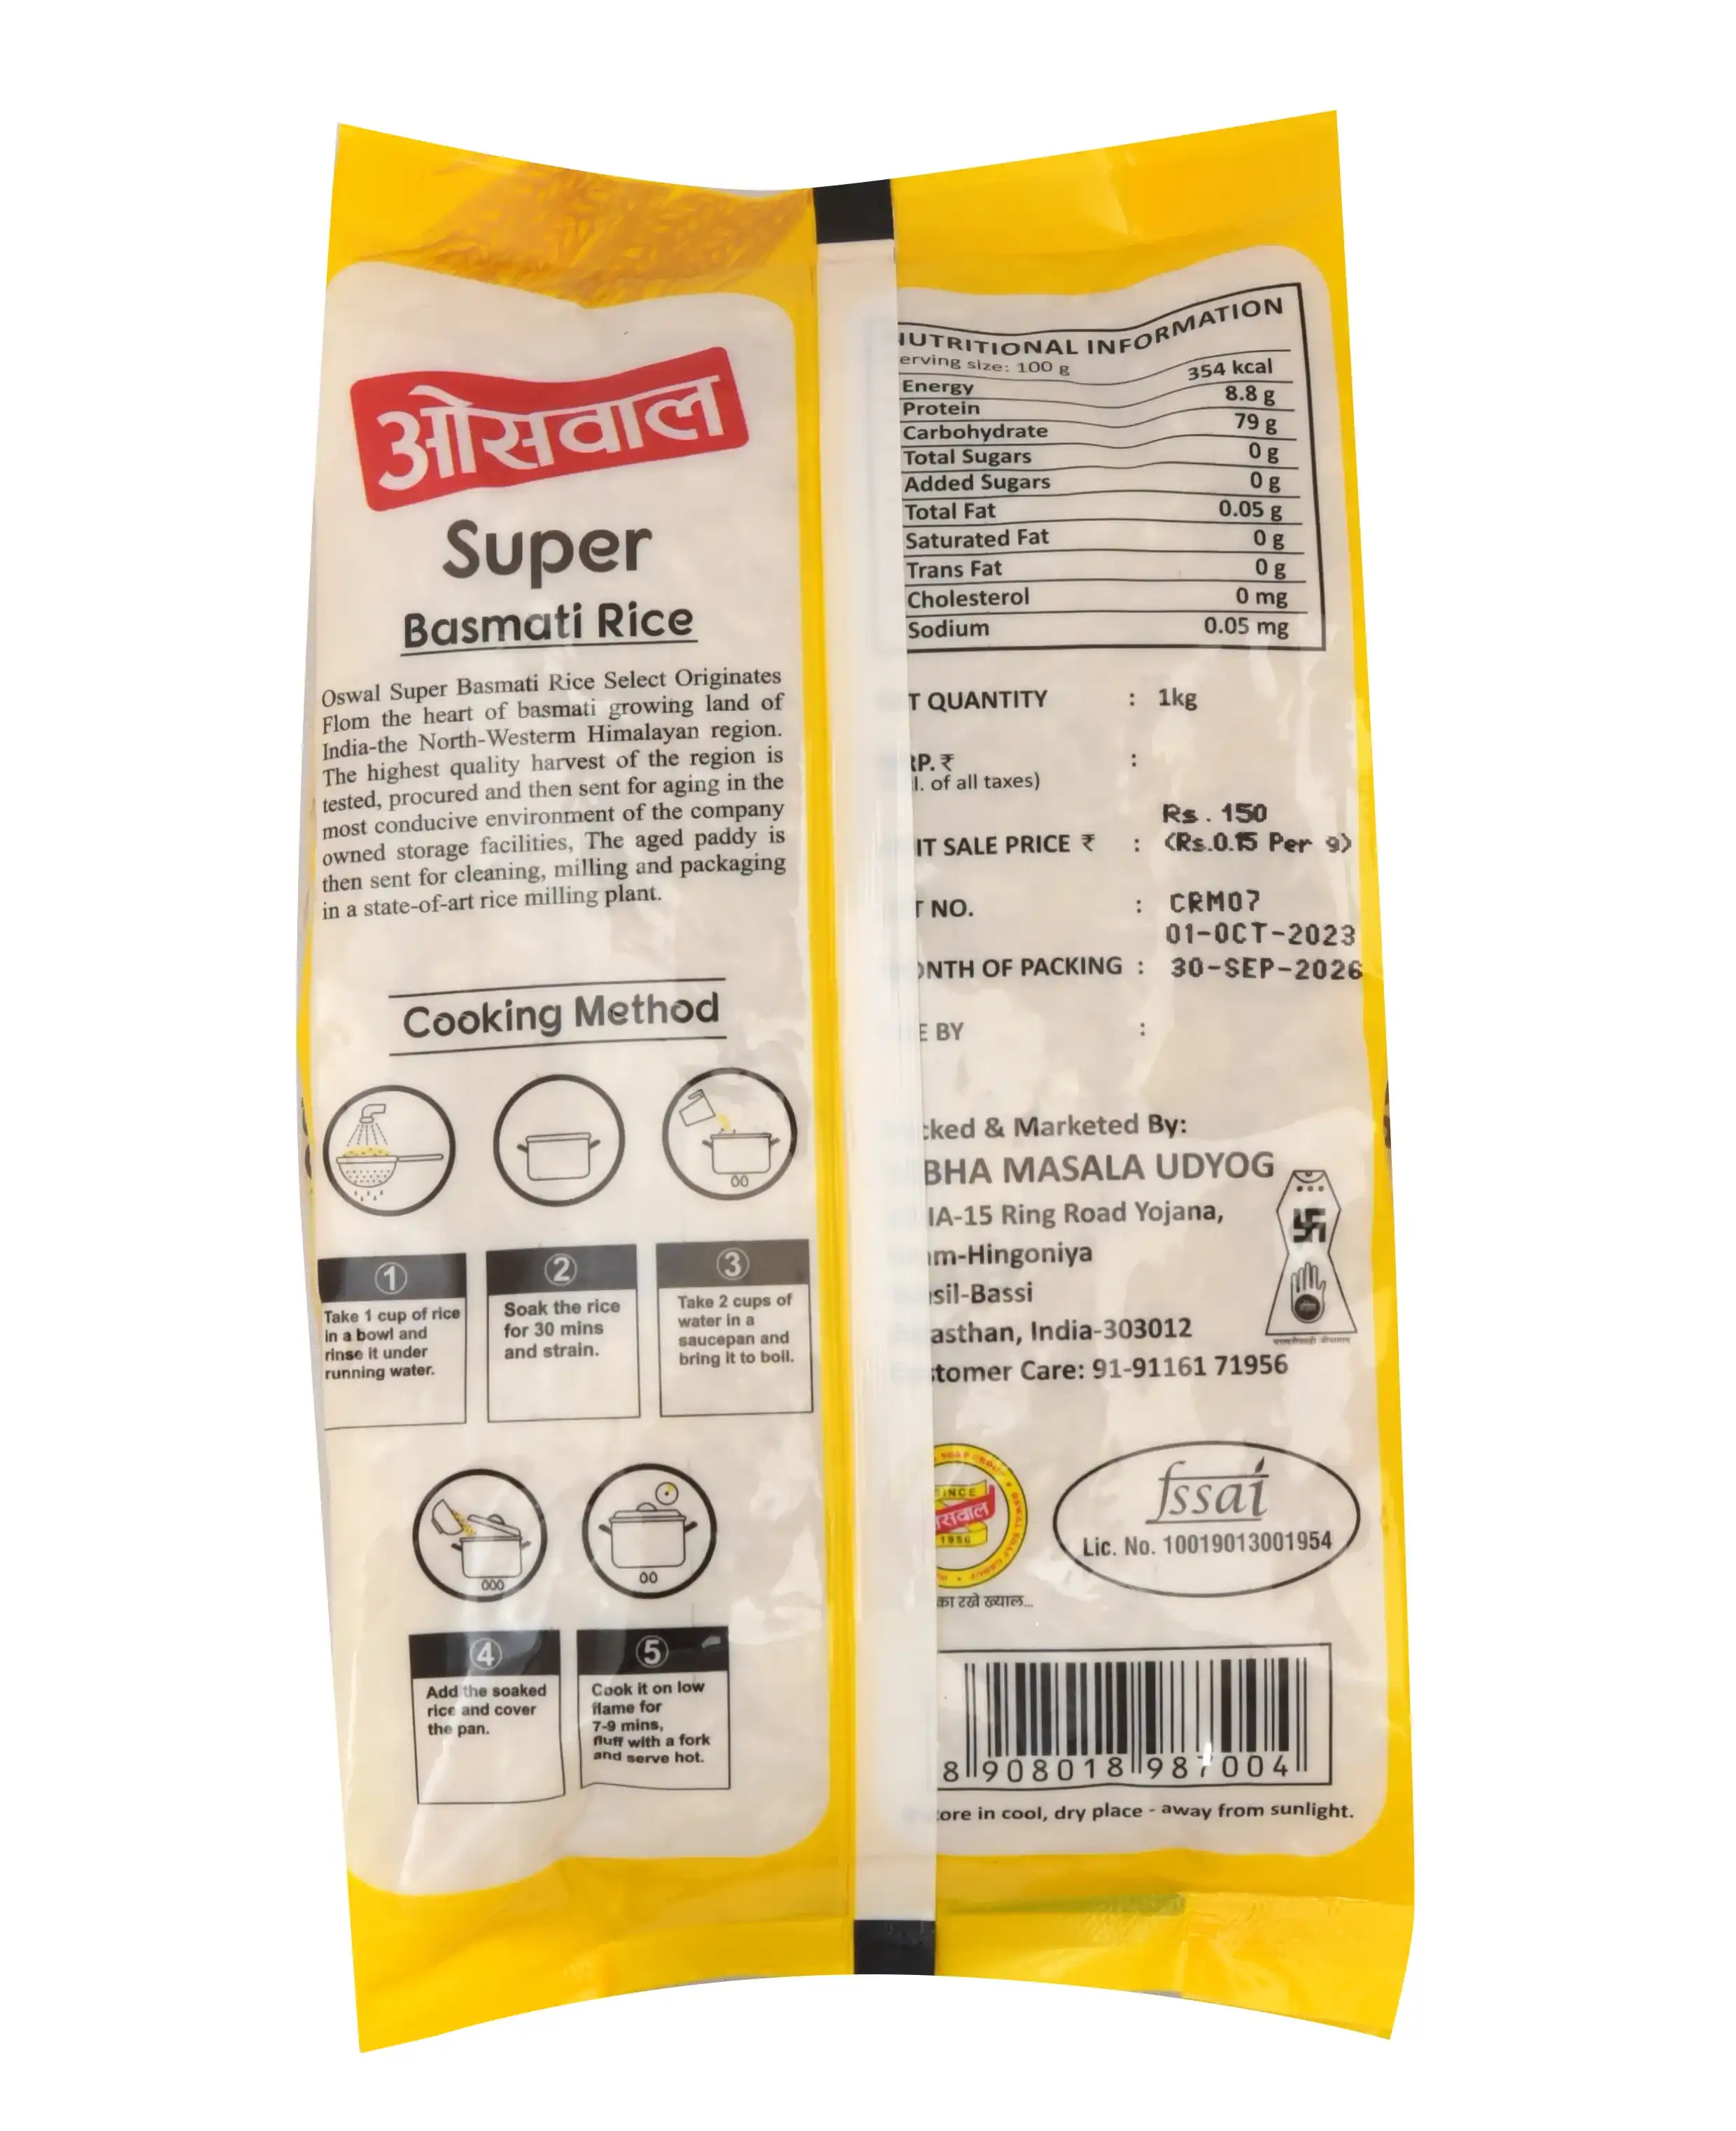 ओसवाल
Super
Basmati Rice
Oswal Super Basmati Rice Select Originates
Flom the heart of basmati growing land of
India-the North-Westerm Himalayan region.
The highest quality harvest of the region is
tested, procured and then sent for aging in the
most conducive environment of the company
owned storage facilities, The aged paddy is
then sent for cleaning, milling and packaging
in a state-of-art rice milling plant.
Cooking Method
1
Take 1 cup of rice
in a bowl and
rinse it under
running water.
2
Soak the rice
for 30 mins
and strain.
3
Take 2 cups of
water in a
saucepan and
bring it to boil.
4
Add the soaked
rice and cover
the pan.
5
Cook it on low
flame for
7-9 mins,
fluff with a fork
and serve hot.
NUTRITIONAL INFORMATION
erving size: 100 g
Energy 354 kcal
Protein 8.8 g
Carbohydrate 79 g
Total Sugars 0 g
Added Sugars 0 g
Total Fat 0.05 g
Saturated Fat 0 g
Trans Fat 0 g
Cholesterol 0 mg
Sodium 0.05 mg
T QUANTITY : 1kg
RP. ₹ :
l. of all taxes)
Rs. 150
IT SALE PRICE ₹ : (Rs.0.15 Per g)
T NO. : CRM07
01-OCT-2023
ONTH OF PACKING : 30-SEP-2026
E BY :
cked & Marketed By:
BHA MASALA UDYOG
IA-15 Ring Road Yojana,
m-Hingoniya
sil-Bassi
asthan, India-303012
tomer Care: 91-91161 71956
SINCE
1956
का रखे ख्याल...
fssai
Lic. No. 10019013001954
8 908018 987004
ore in cool, dry place - away from sunlight.